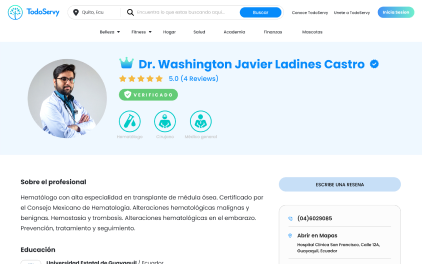 TodoServy
Quito, Ecu
Encuentra lo que estás buscando aquí...
Buscar
Conoce TodoServy
Unete a TodoServy
Inicia Sesión
Belleza
Fitness
Hogar
Salud
Academia
Finanzas
Mascotas
Dr. Washington Javier Ladines Castro
5.0 (4 Reviews)
VERIFICADO
Hematólogo
Cirujano
Médico general
Sobre el profesional
Hematólogo con alta especialidad en transplante de médula ósea. Certificado por
el Consejo Mexicano de Hematología. Alteraciones hematológicas malignas y
benignas. Hemostasia y trombosis. Alteraciones hematológicas en el embarazo.
Prevención, tratamiento y seguimiento.
Educación
Universidad Estatal de Guayaquil / Ecuador
ESCRIBE UNA RESENA
(04)6029085
Abrir en Mapas
Hospital Clínica San Francisco, Calle 12A,
Guayaquil, Ecuador